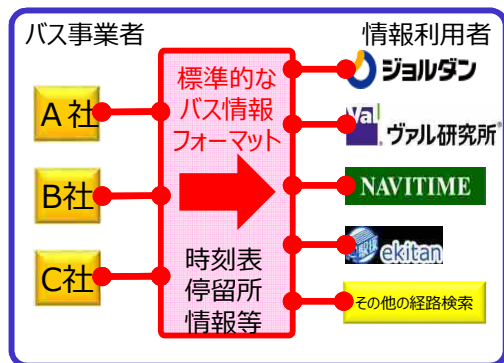 バス事業者
情報利用者
A社
B社
C社
標準的な
バス情報
フォーマット
時刻表
停留所
情報等
ジョルダン
Val
ヴァル研究所®
NAVITIME
ekitan
その他の経路検索